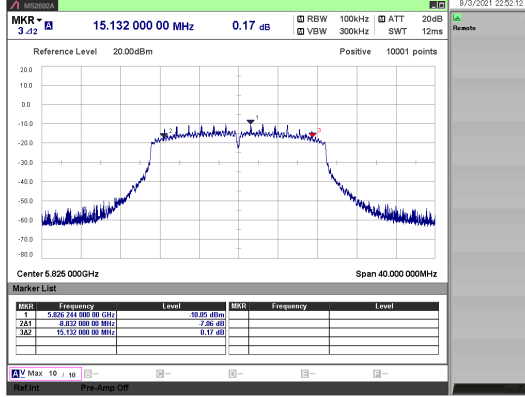 MS2692A
9/3/2021 22:52:12
MKR 3 Δ2 A 15.132 000 00 MHz 0.17 dB
A RBW 100kHz A ATT 20dB
A VBW 300kHz SWT 12ms
Remote
Reference Level 20.00dBm Positive 10001 points
20.0
10.0
0.0
-10.0
-20.0
-30.0
-40.0
-50.0
-60.0
-70.0
-80.0
1
2
3
Center 5.825 000GHz Span 40.000 000MHz
Marker List
MKR Frequency Level MKR Frequency Level
1 5.826 244 000 00 GHz -10.05 dBm
2Δ1 -8.832 000 00 MHz -7.06 dB
3Δ2 15.132 000 00 MHz 0.17 dB
A V Max 10 / 10 B-- C-- D-- E-- F--
Ref.Int Pre-Amp Off